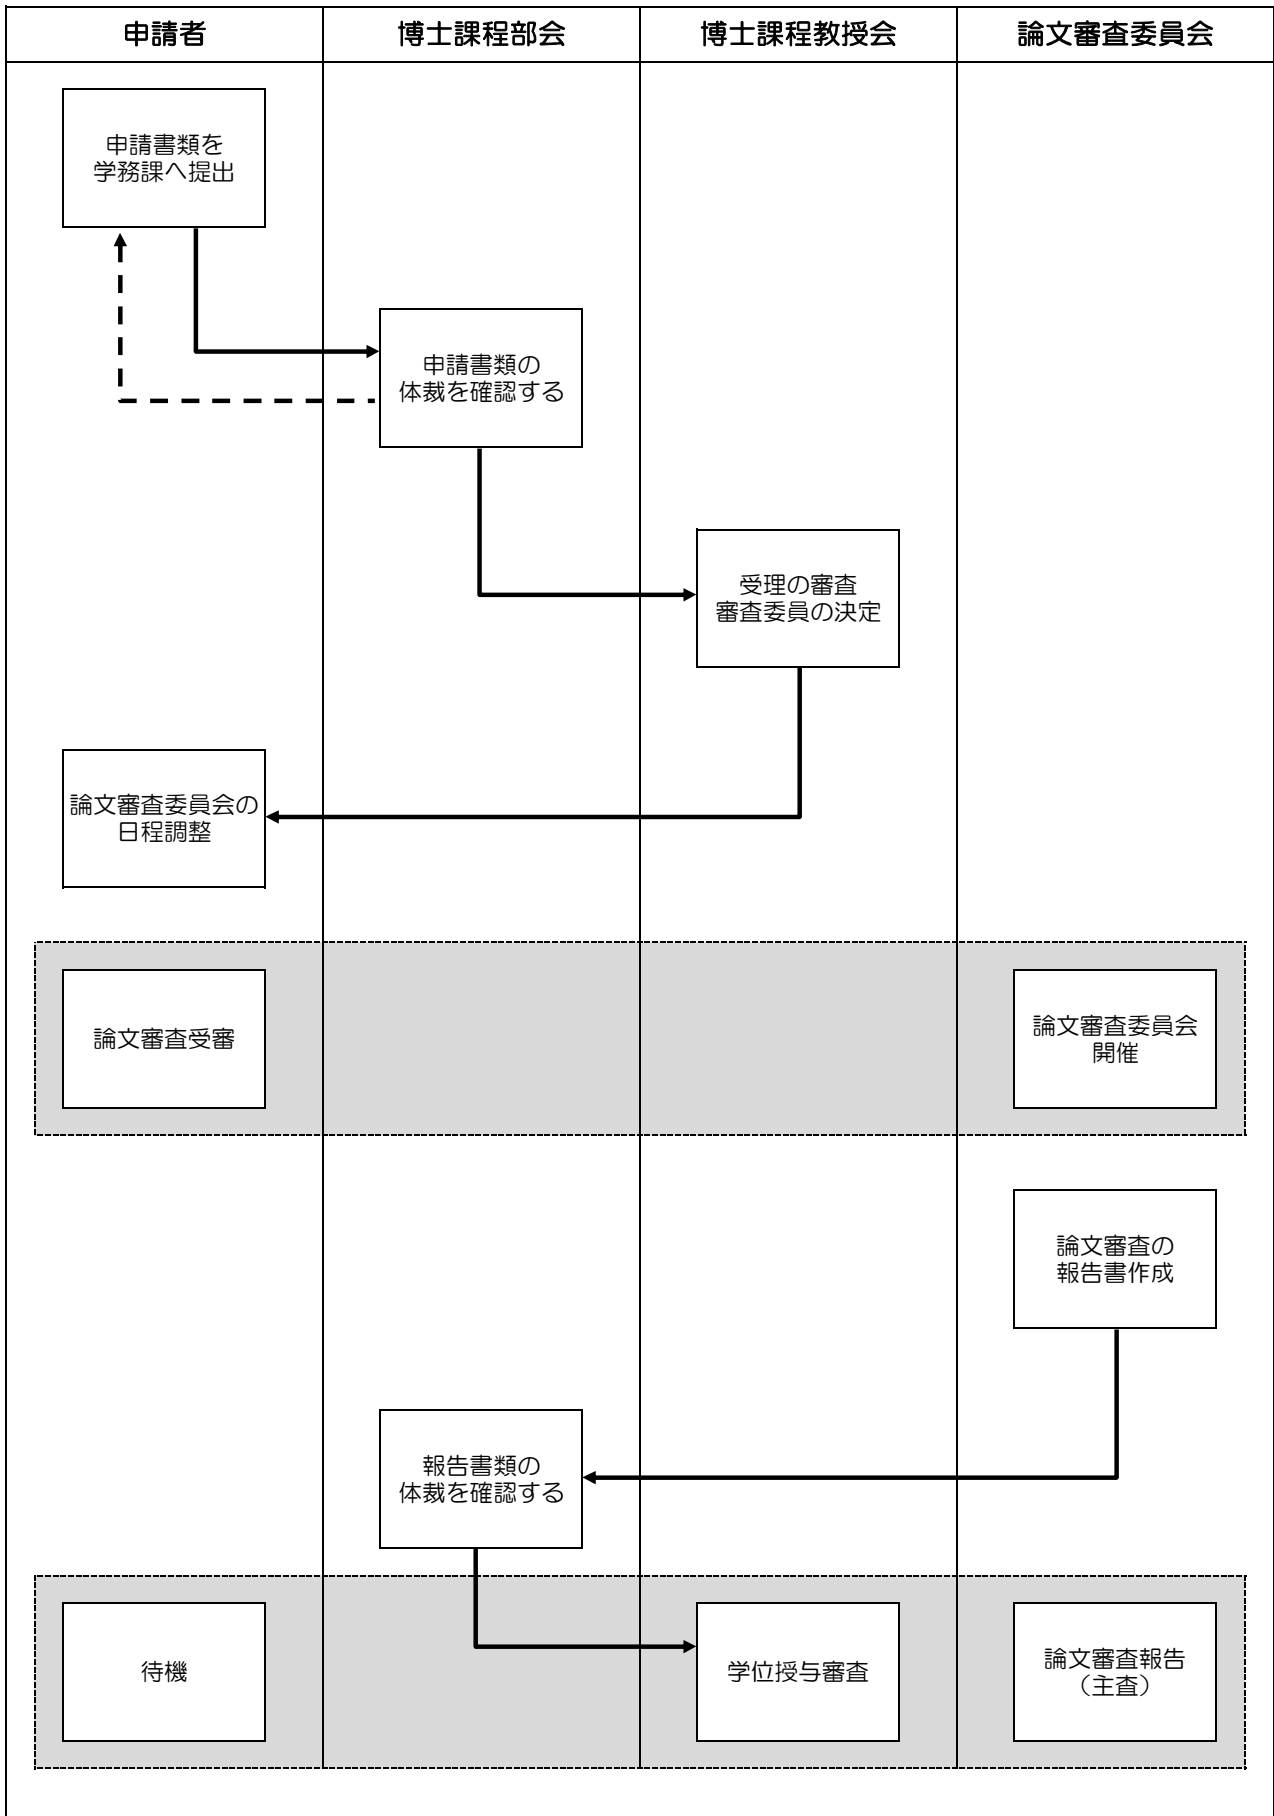 申請者
博士課程部会
博士課程教授会
論文審査委員会
申請書類を
学務課へ提出
申請書類の
体裁を確認する
受理の審査
審査委員の決定
論文審査委員会の
日程調整
論文審査受審
論文審査委員会
開催
論文審査の
報告書作成
報告書類の
体裁を確認する
待機
学位授与審査
論文審査報告
（主査）